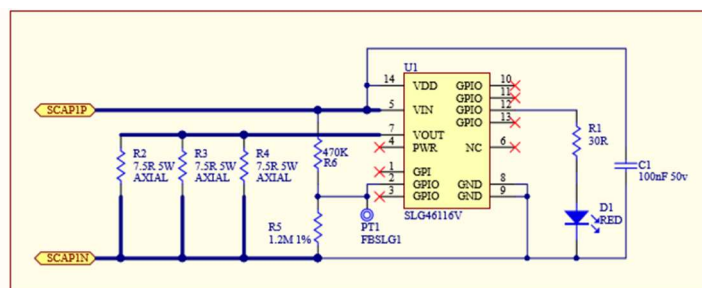 U1
14 VDD GPIO 10
GPIO 11
SCAP1P 5 VIN GPIO 12
GPIO 13
7 VOUT
4 PWR NC 6
R2 7.5R 5W AXIAL
R3 7.5R 5W AXIAL
R4 7.5R 5W AXIAL
470K R6
R1 30R
C1 100nF 50v
1 GPI
2 GPIO GND 8
3 GPIO GND 9
SLG46116V
R5 1.2M 1%
PT1 FBSLG1
D1 RED
SCAP1N